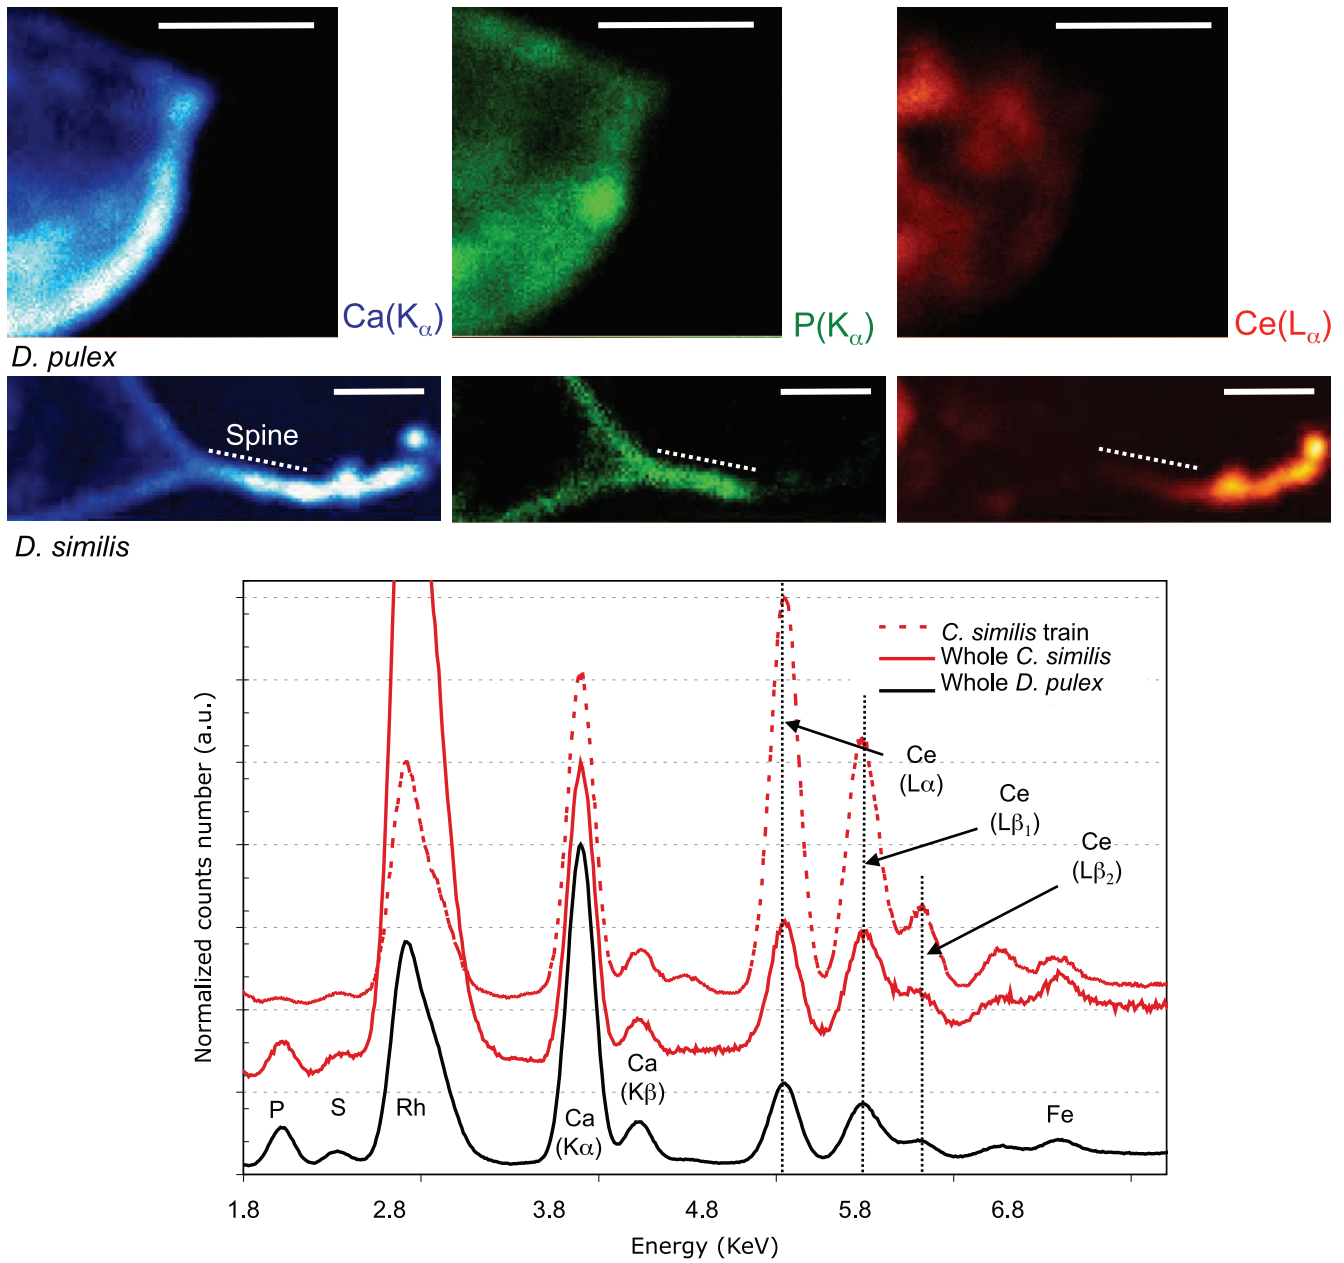 Ca(Kα)
P(Kα)
Ce(Lα)
D. pulex
Spine
D. similis
C. similis train
Whole C. similis
Whole D. pulex
Ce
(Lα)
Ce
(Lβ1)
Ce
(Lβ2)
Normalized counts number (a.u.)
P
S
Rh
Ca
(Kα)
Ca
(Kβ)
Fe
1.8 2.8 3.8 4.8 5.8 6.8
Energy (KeV)